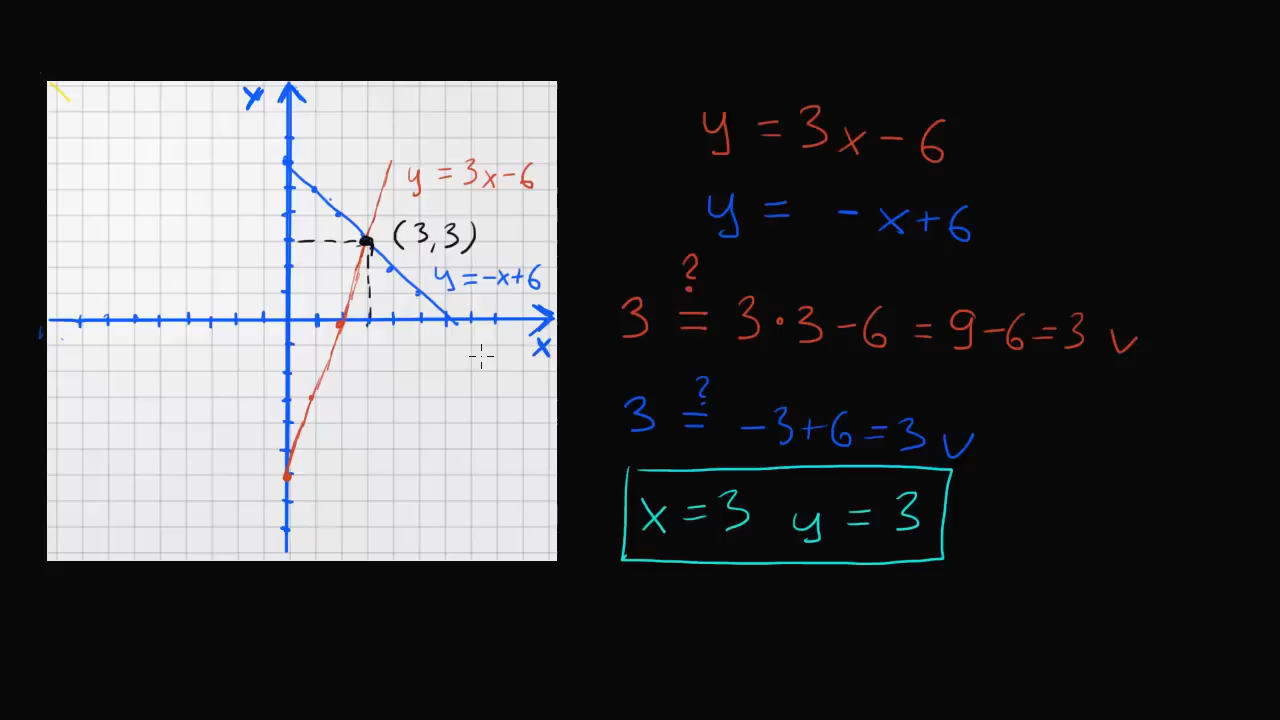 y
y = 3x - 6
(3,3)
y = -x+6
x
y = 3x - 6
y = - x + 6
3 ?= 3•3 - 6 = 9 - 6 = 3 v
3 ?= -3+6 = 3 v
x = 3 y = 3